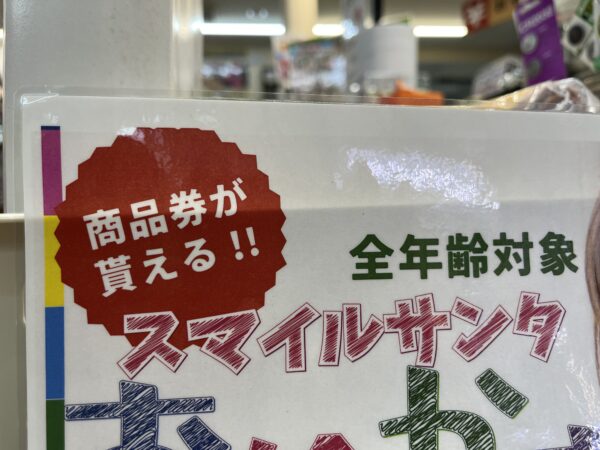 商品券が
貰える!!
全年齢対象
スマイルサンタ